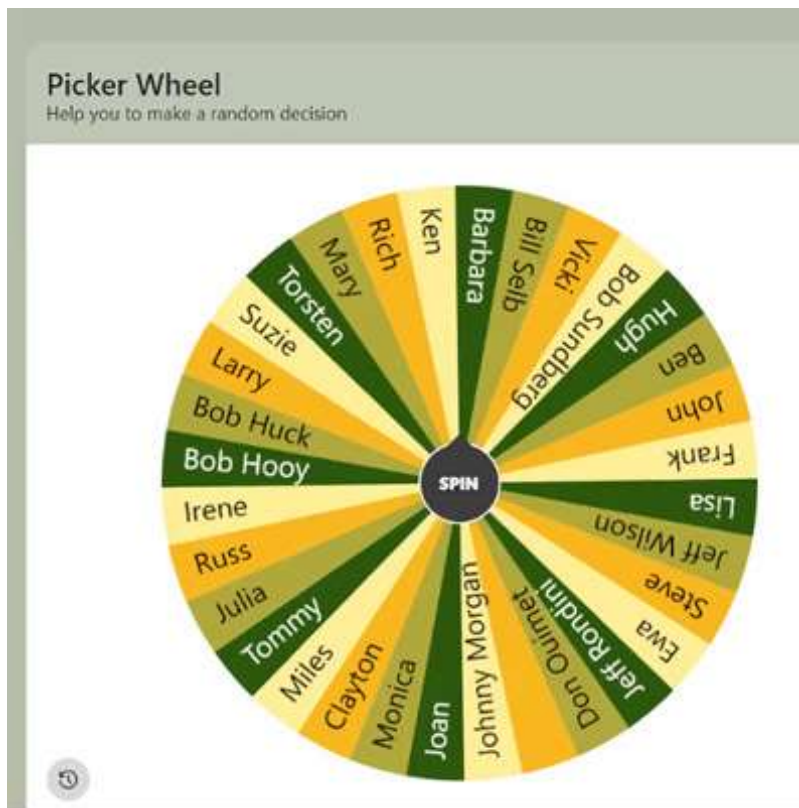 Picker Wheel
Help you to make a random decision
Barbara
Bill Selb
Vicki
Bob Sundberg
Hugh
Ben
John
Frank
Lisa
Jeff Wilson
Steve
Ewa
Jeff Rondini
Don Ouimet
Johnny Morgan
Joan
Monica
Clayton
Miles
Tommy
Julia
Russ
Irene
Bob Hooy
Bob Huck
Larry
Suzie
Torsten
Mary
Rich
Ken
SPIN